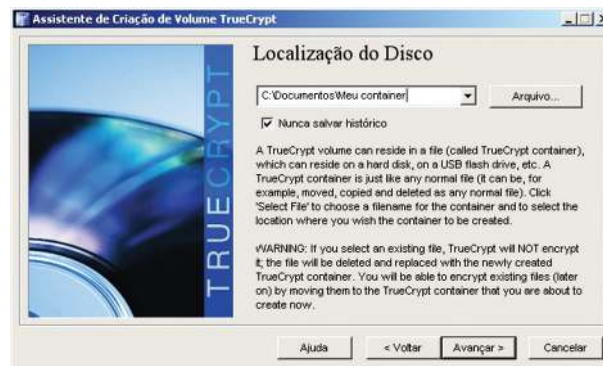 Assistente de Criação de Volume TrueCrypt
TRUECRYPT
Localização do Disco
C:\Documentos\Meu container
Arquivo...
Nunca salvar histórico
A TrueCrypt volume can reside in a file (called TrueCrypt container),
which can reside on a hard disk, on a USB flash drive, etc. A
TrueCrypt container is just like any normal file (it can be, for
example, moved, copied and deleted as any normal file). Click
'Select File' to choose a filename for the container and to select the
location where you wish the container to be created.
WARNING: If you select an existing file, TrueCrypt will NOT encrypt
it; the file will be deleted and replaced with the newly created
TrueCrypt container. You will be able to encrypt existing files (later
on) by moving them to the TrueCrypt container that you are about to
create now.
Ajuda
< Voltar
Avançar >
Cancelar